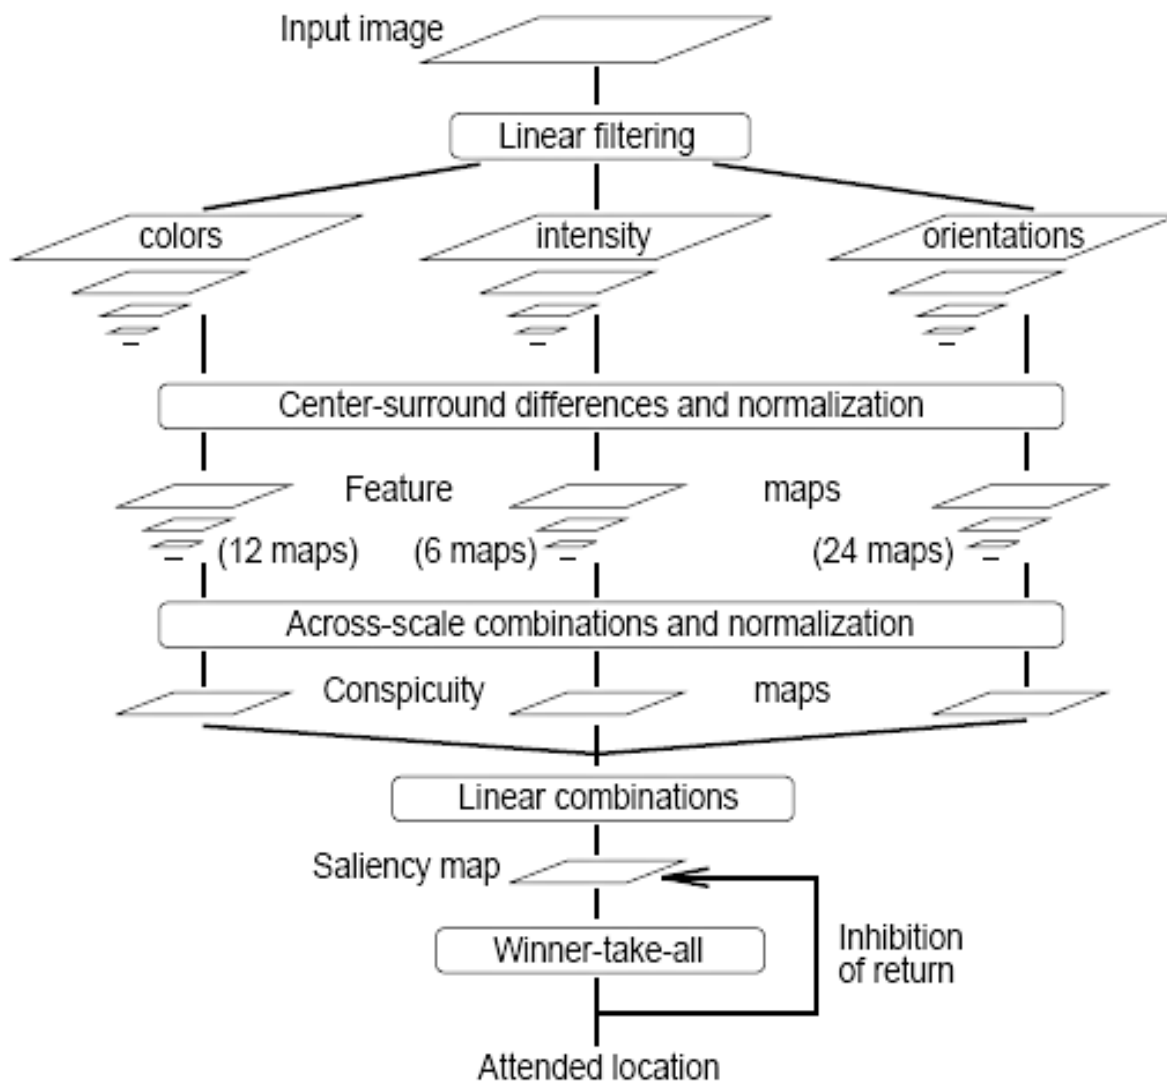 Input image
Linear filtering
colors intensity orientations
Center-surround differences and normalization
Feature maps
(12 maps) (6 maps) (24 maps)
Across-scale combinations and normalization
Conspicuity maps
Linear combinations
Saliency map
Winner-take-all
Inhibition
of return
Attended location